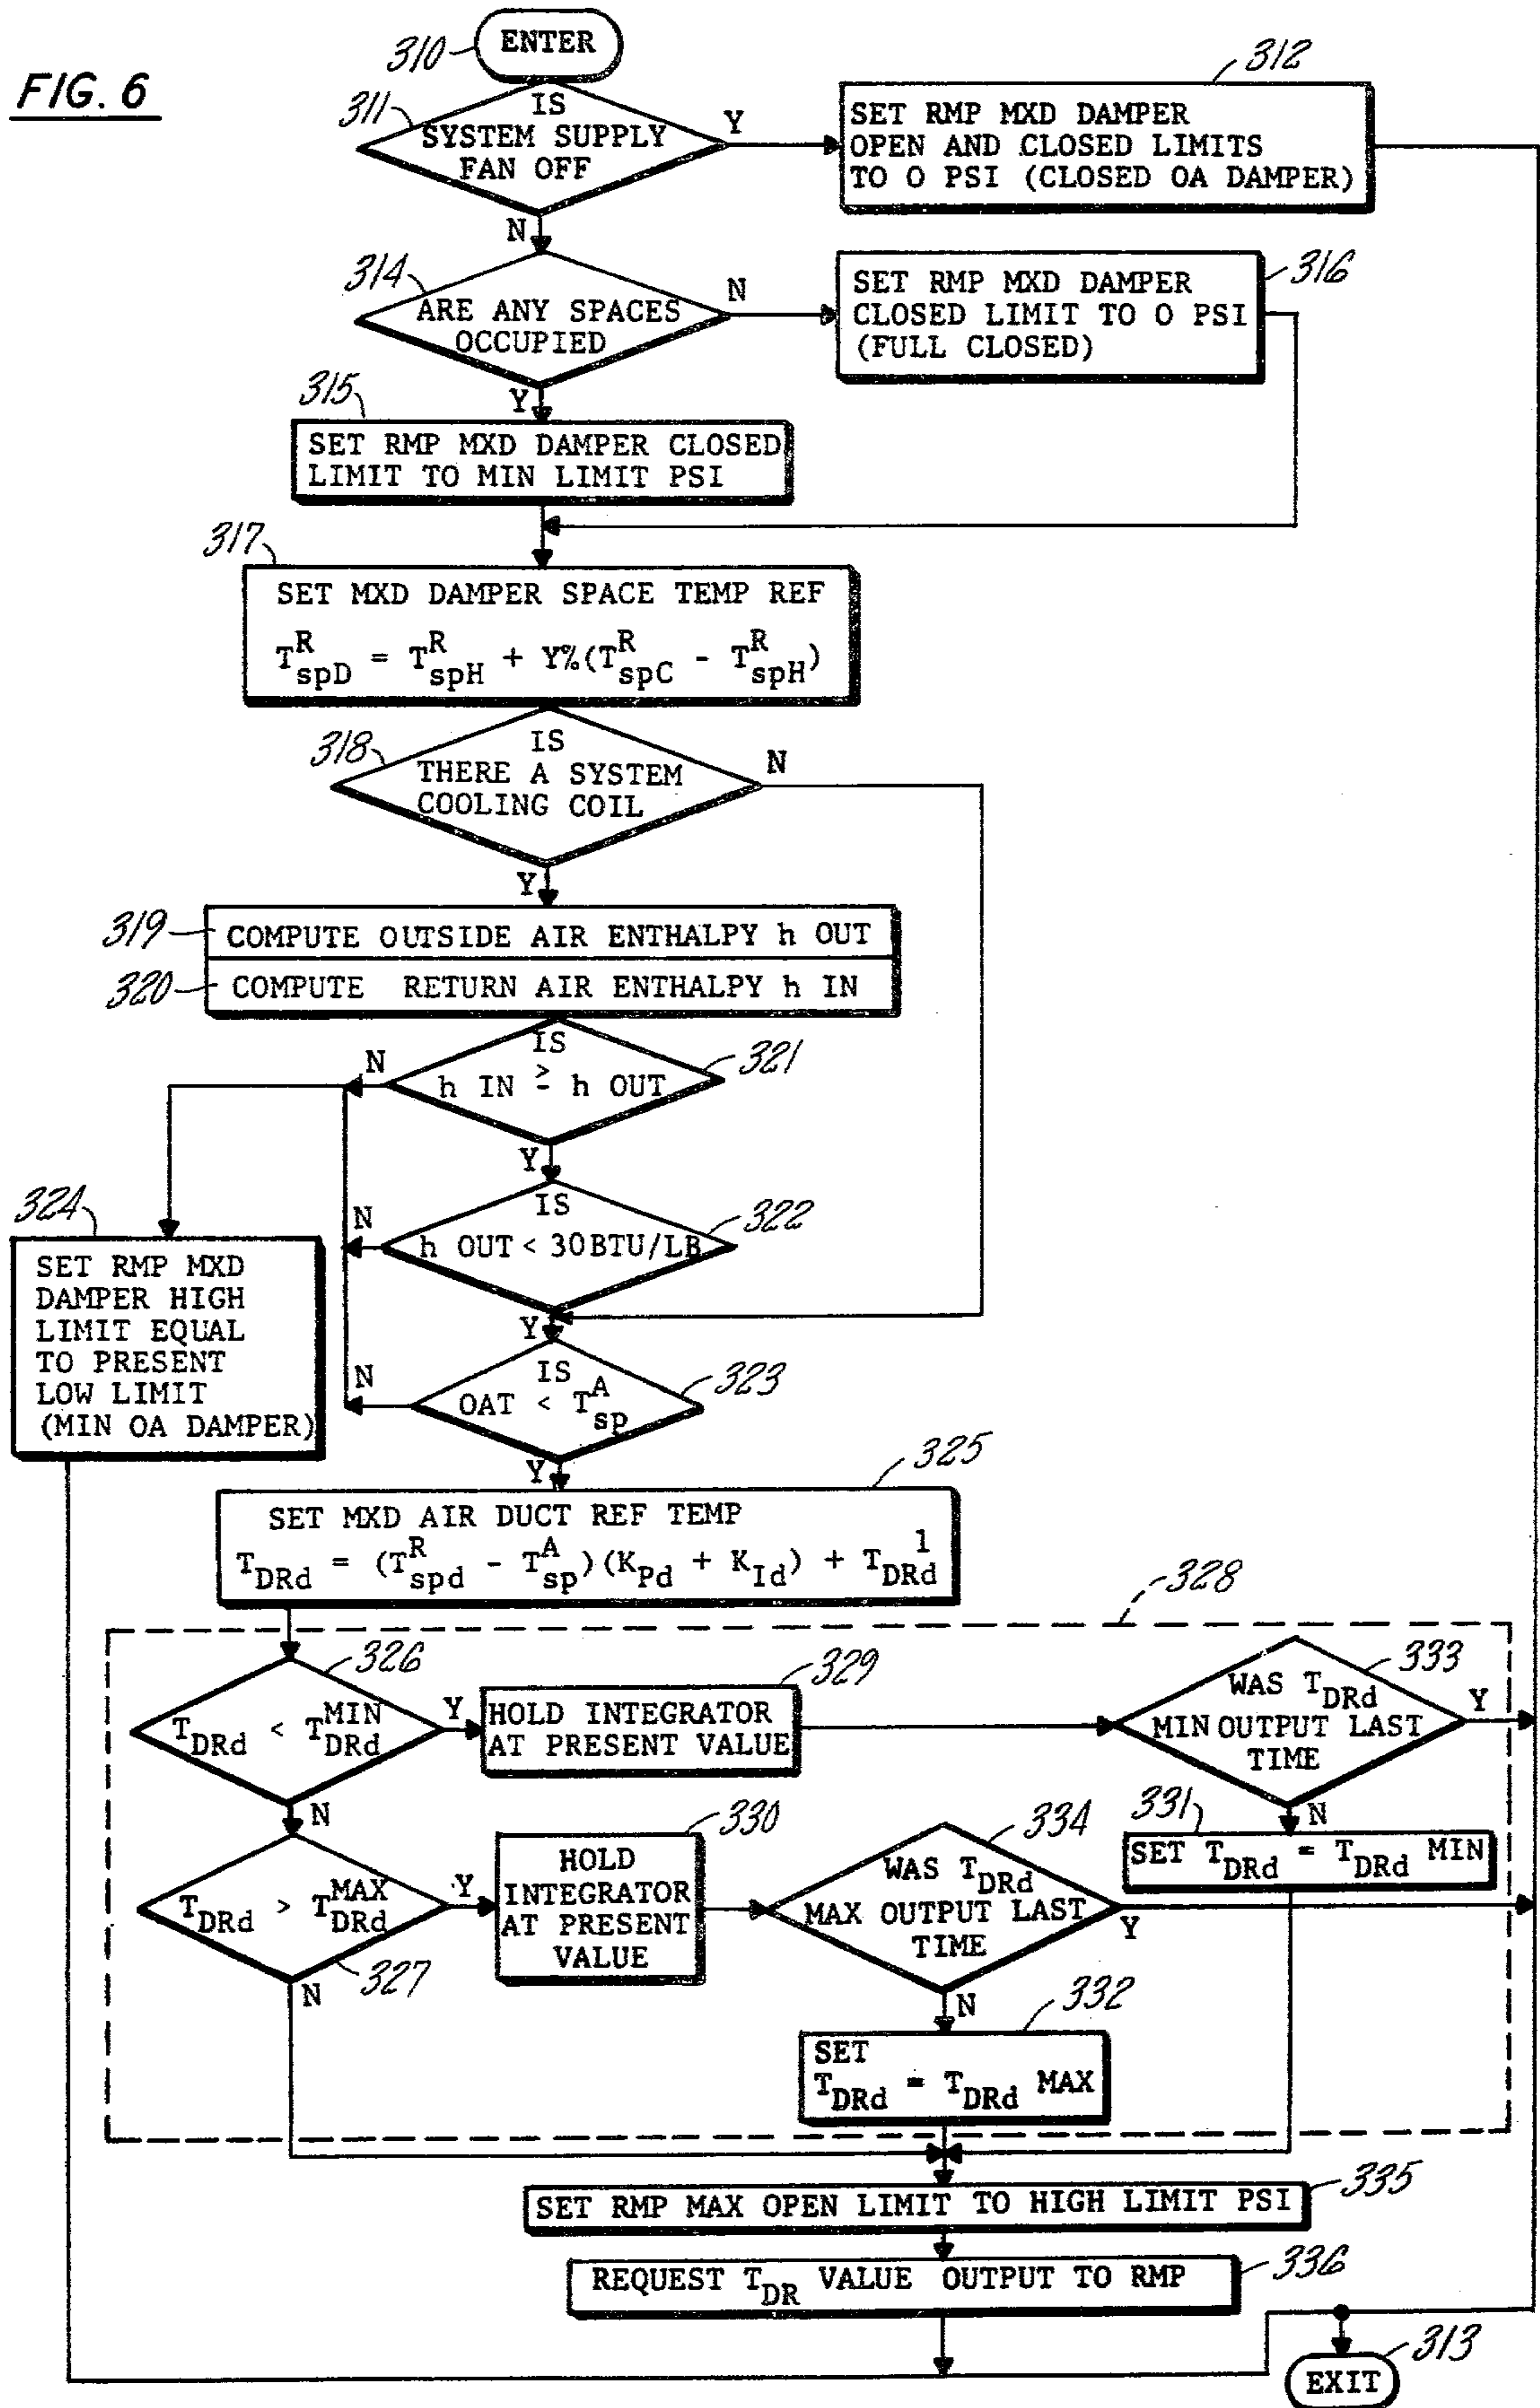 FIG. 6
310
ENTER
311
IS
SYSTEM SUPPLY
FAN OFF
Y
N
312
SET RMP MXD DAMPER
OPEN AND CLOSED LIMITS
TO 0 PSI (CLOSED OA DAMPER)
314
ARE ANY SPACES
OCCUPIED
N
Y
316
SET RMP MXD DAMPER
CLOSED LIMIT TO 0 PSI
(FULL CLOSED)
315
SET RMP MXD DAMPER CLOSED
LIMIT TO MIN LIMIT PSI
317
SET MXD DAMPER SPACE TEMP REF
T^R_spD = T^R_spH + Y%(T^R_spC - T^R_spH)
318
IS
THERE A SYSTEM
COOLING COIL
N
Y
319
COMPUTE OUTSIDE AIR ENTHALPY h OUT
320
COMPUTE RETURN AIR ENTHALPY h IN
321
IS
h IN ≥ h OUT
N
Y
322
IS
h OUT < 30BTU/LB
N
Y
323
IS
OAT < T^A_sp
N
Y
324
SET RMP MXD
DAMPER HIGH
LIMIT EQUAL
TO PRESENT
LOW LIMIT
(MIN OA DAMPER)
325
SET MXD AIR DUCT REF TEMP
T_DRd = (T^R_spd - T^A_sp)(K_Pd + K_Id) + T_DRd^1
328
326
T_DRd < T^MIN_DRd
Y
N
329
HOLD INTEGRATOR
AT PRESENT VALUE
333
WAS T_DRd
MIN OUTPUT LAST
TIME
Y
N
331
SET T_DRd = T_DRd MIN
327
T_DRd > T^MAX_DRd
Y
N
330
HOLD
INTEGRATOR
AT PRESENT
VALUE
334
WAS T_DRd
MAX OUTPUT LAST
TIME
Y
N
332
SET
T_DRd = T_DRd MAX
335
SET RMP MAX OPEN LIMIT TO HIGH LIMIT PSI
336
REQUEST T_DR VALUE OUTPUT TO RMP
313
EXIT